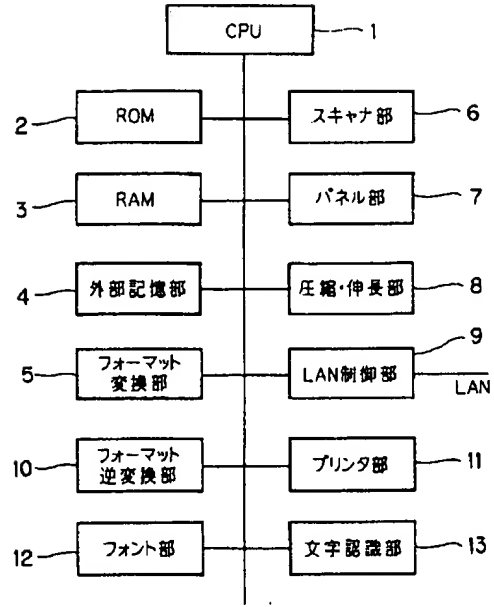 CPU 1
2 ROM スキャナ部 6
3 RAM パネル部 7
4 外部記憶部 圧縮・伸長部 8
5 フォーマット
変換部 LAN制御部 9
LAN
10 フォーマット
逆変換部 プリンタ部 11
12 フォント部 文字認識部 13